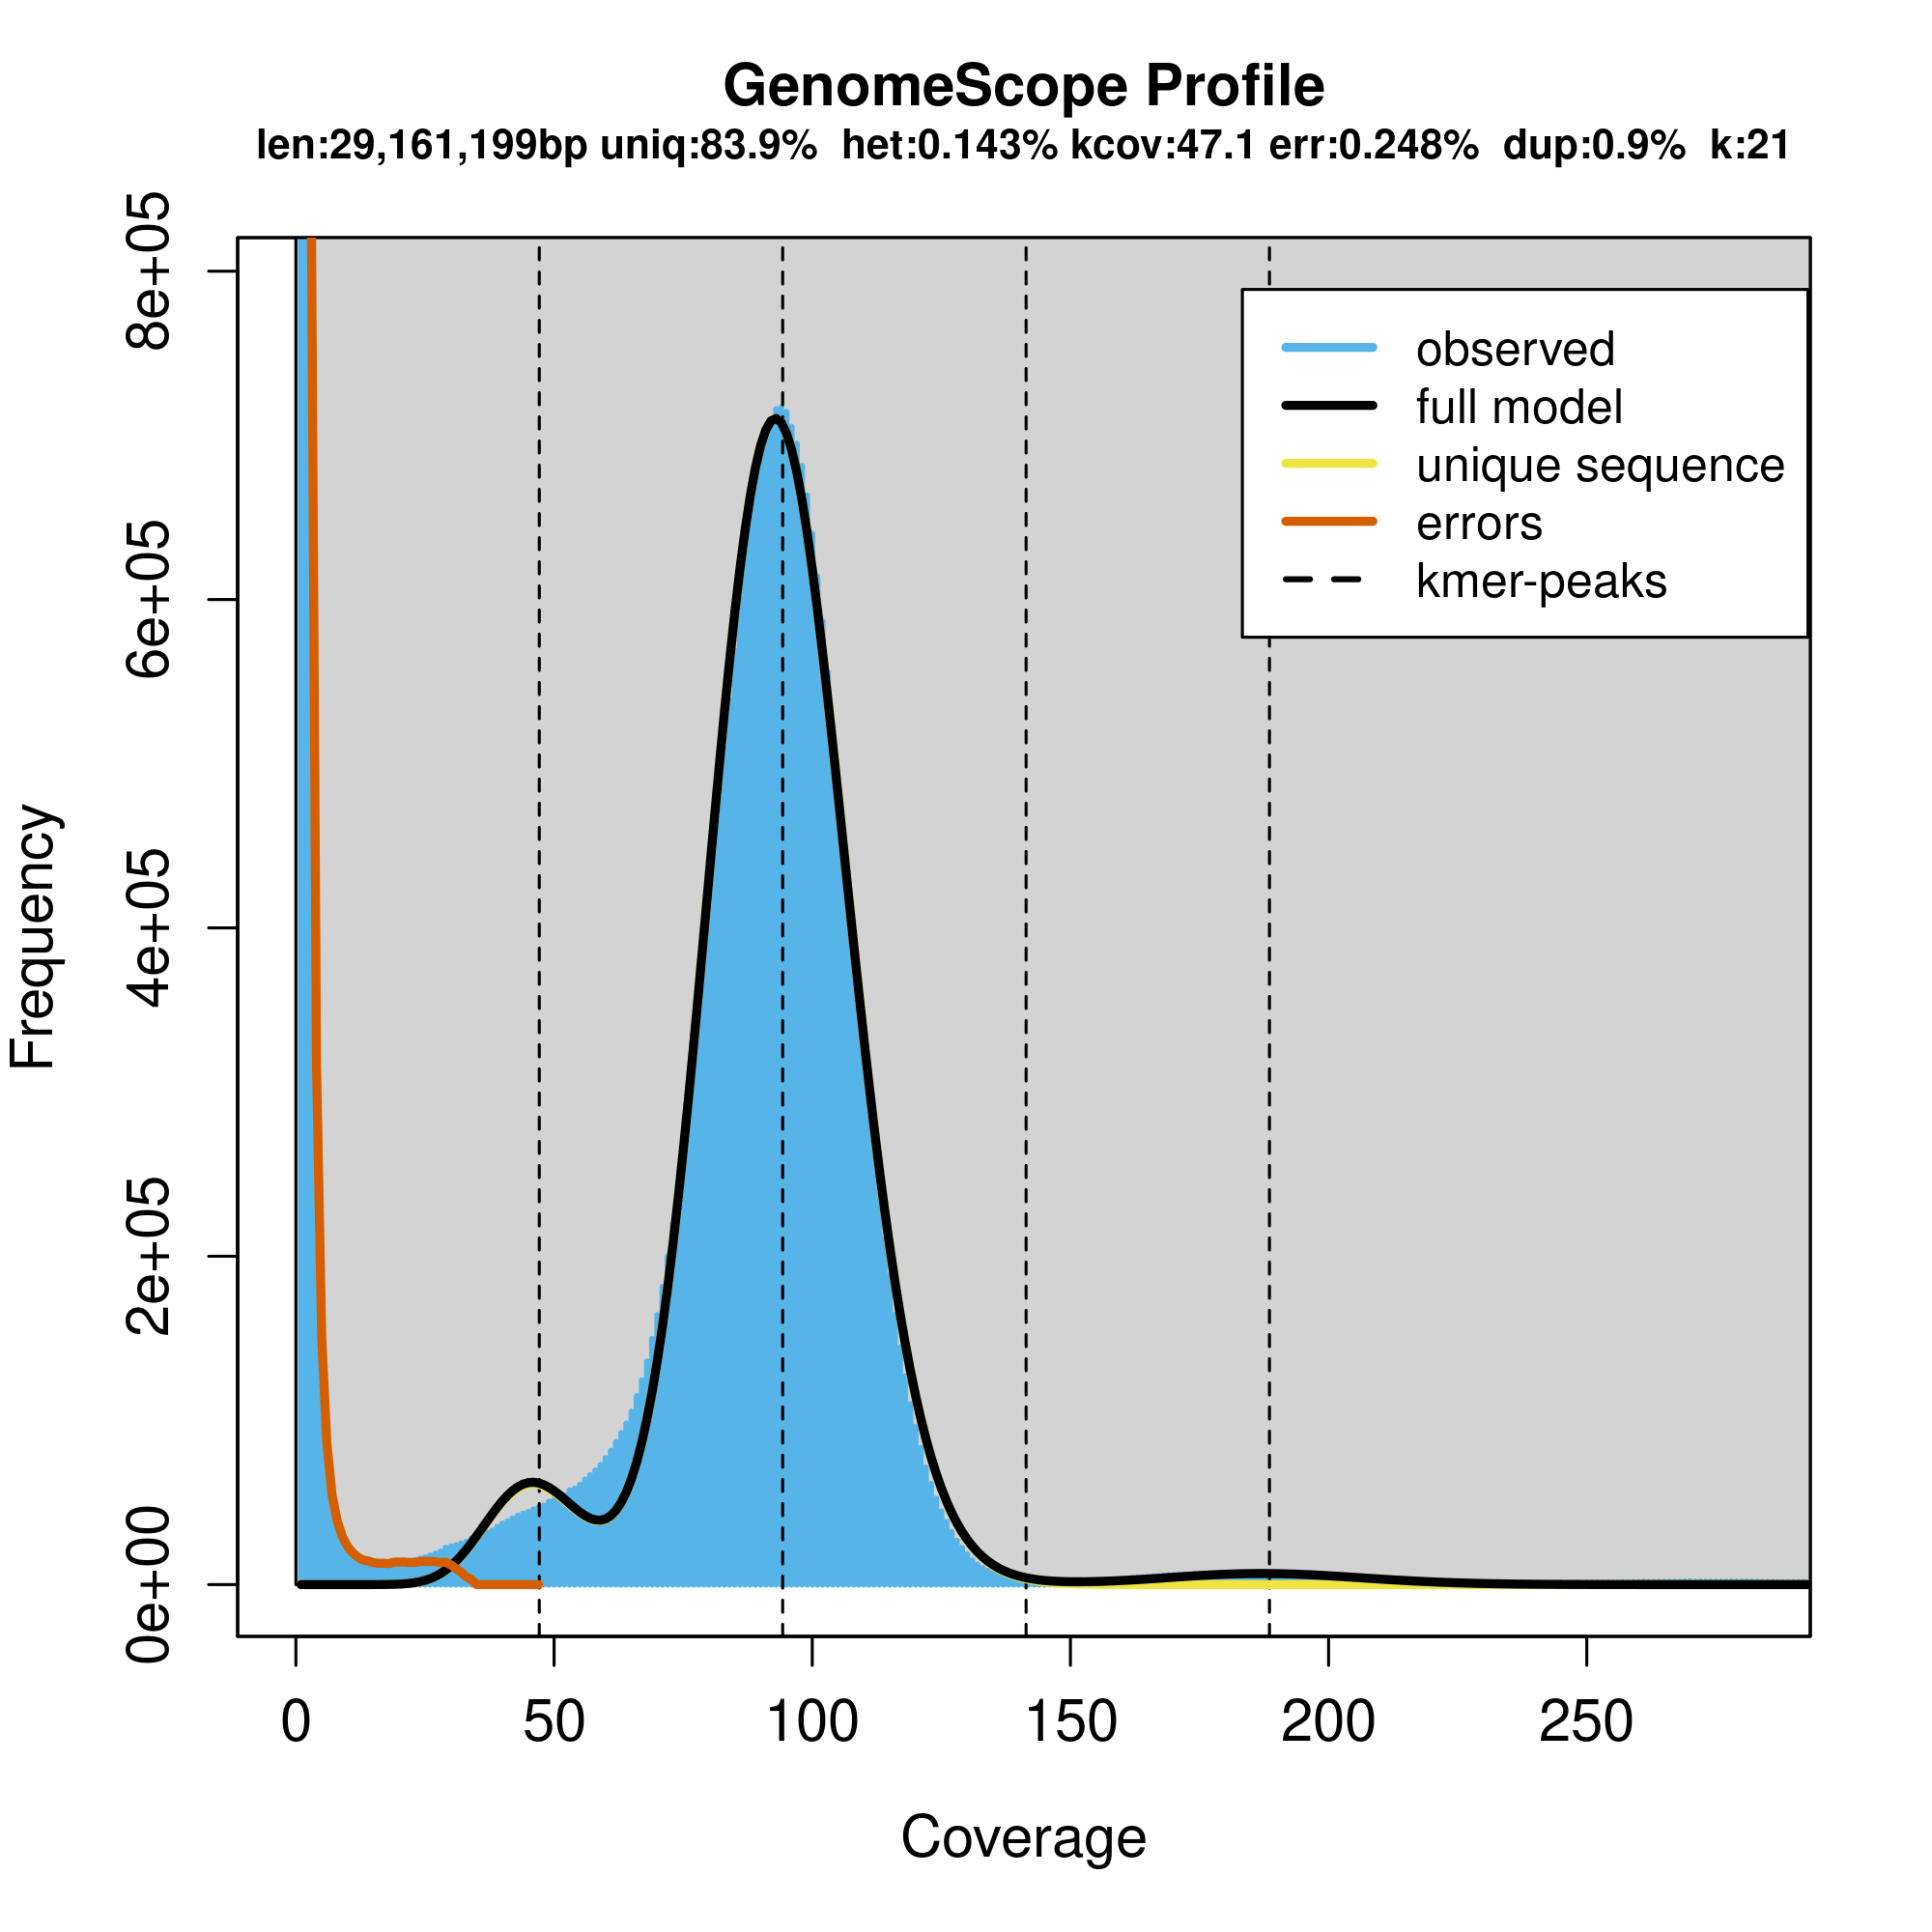 GenomeScope Profile
len:29,161,199bp uniq:83.9% het:0.143% kcov:47.1 err:0.248% dup:0.9% k:21
8e+05
6e+05
4e+05
2e+05
0e+00
Frequency
observed
full model
unique sequence
errors
kmer-peaks
0 50 100 150 200 250
Coverage